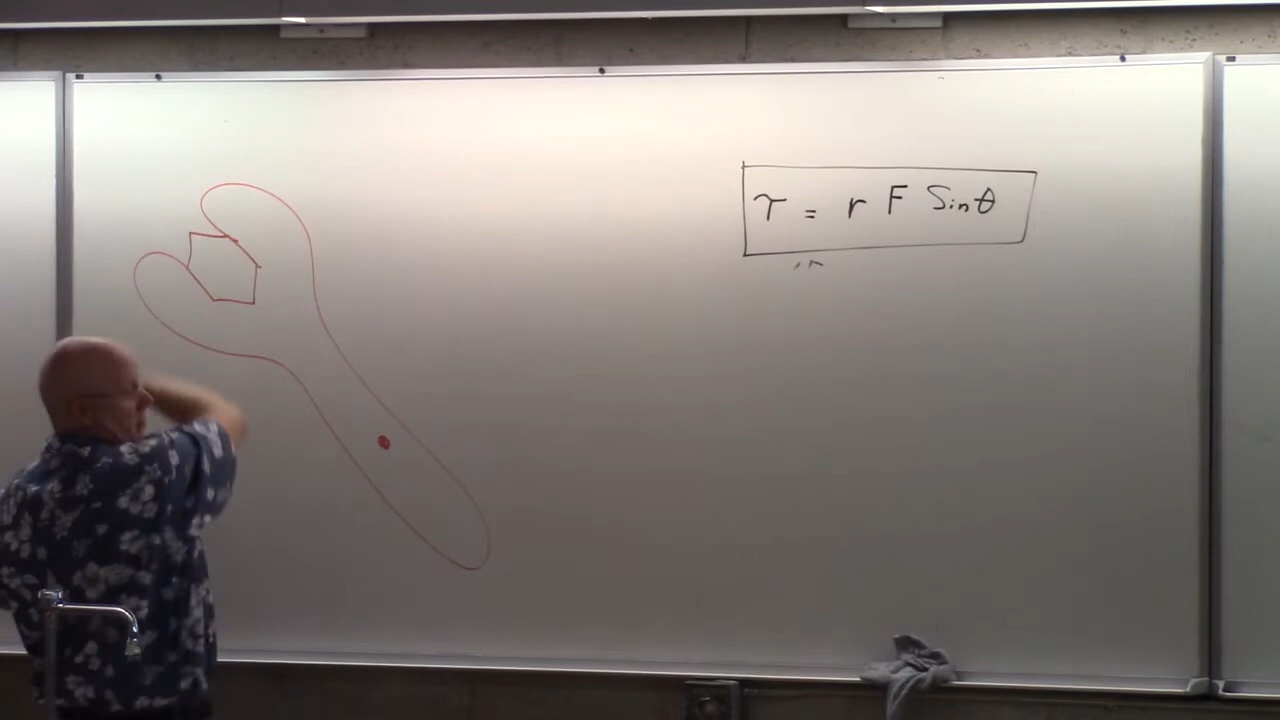 τ = r F Sinθ